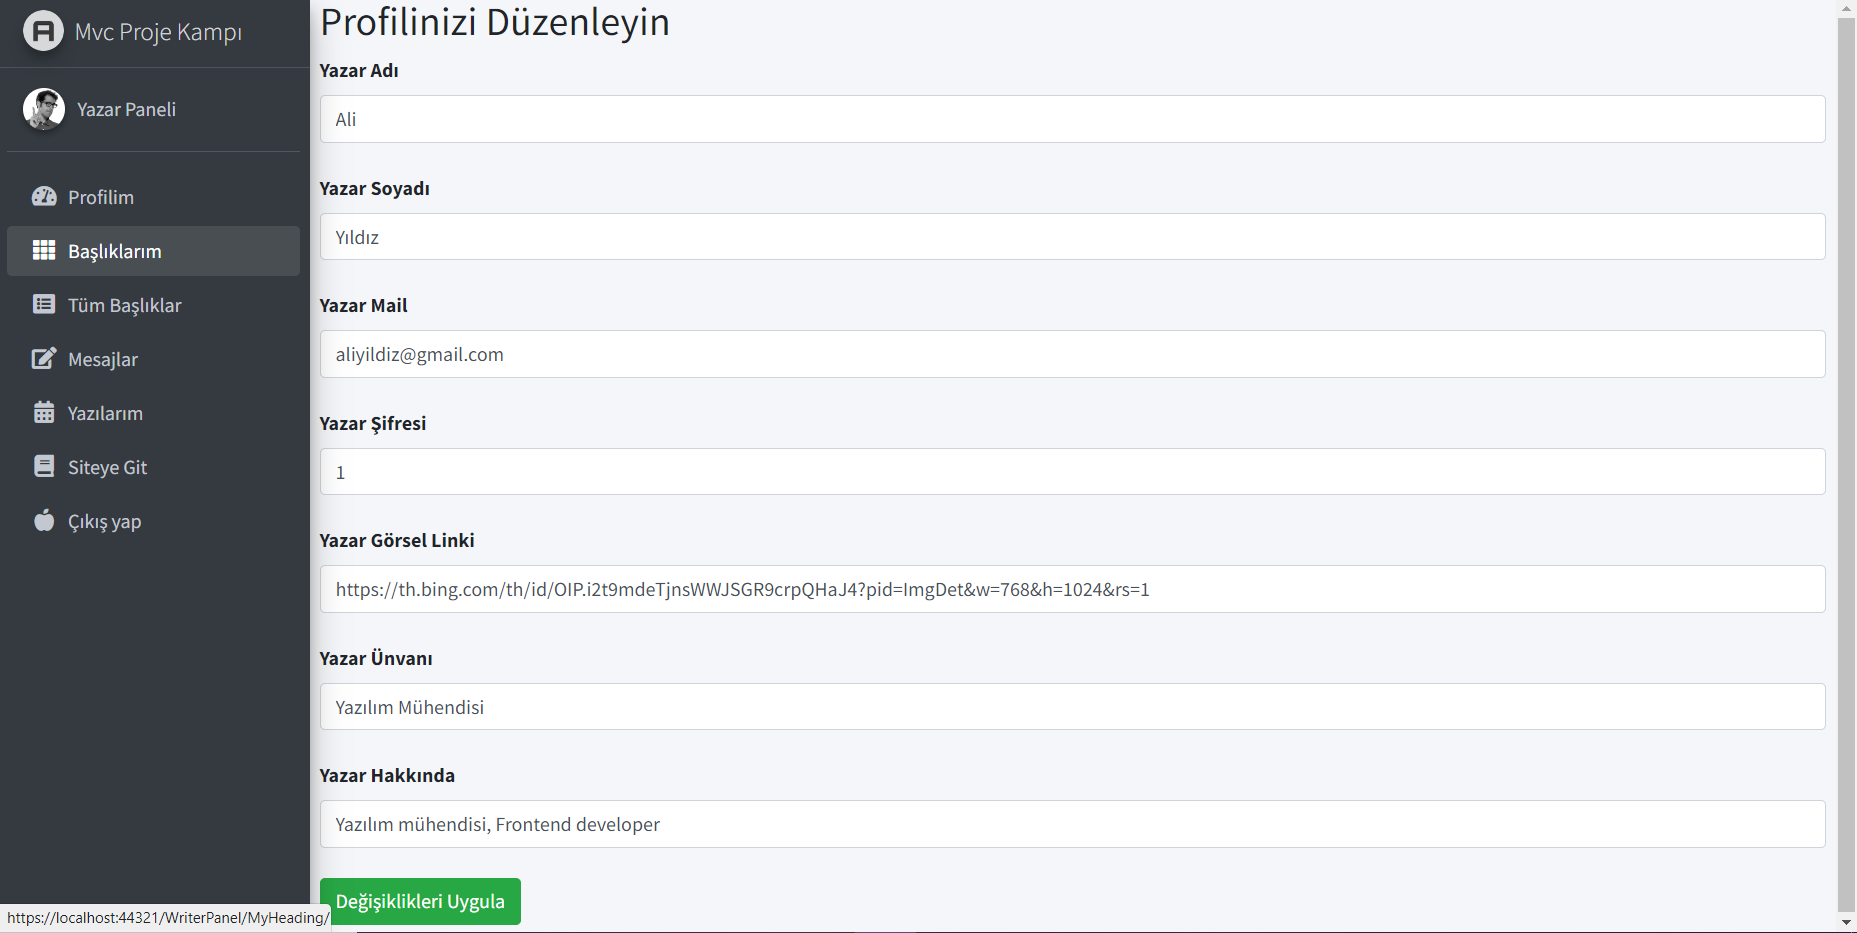 Mvc Proje Kampı
Yazar Paneli
Profilim
Başlıklarım
Tüm Başlıklar
Mesajlar
Yazılarım
Siteye Git
Çıkış yap
Profilinizi Düzenleyin
Yazar Adı
Ali
Yazar Soyadı
Yıldız
Yazar Mail
aliyildiz@gmail.com
Yazar Şifresi
1
Yazar Görsel Linki
https://th.bing.com/th/id/OIP.i2t9mdeTjnsWWJSGR9crpQHaJ4?pid=ImgDet&w=768&h=1024&rs=1
Yazar Ünvanı
Yazılım Mühendisi
Yazar Hakkında
Yazılım mühendisi, Frontend developer
Değişiklikleri Uygula
https://localhost:44321/WriterPanel/MyHeading/